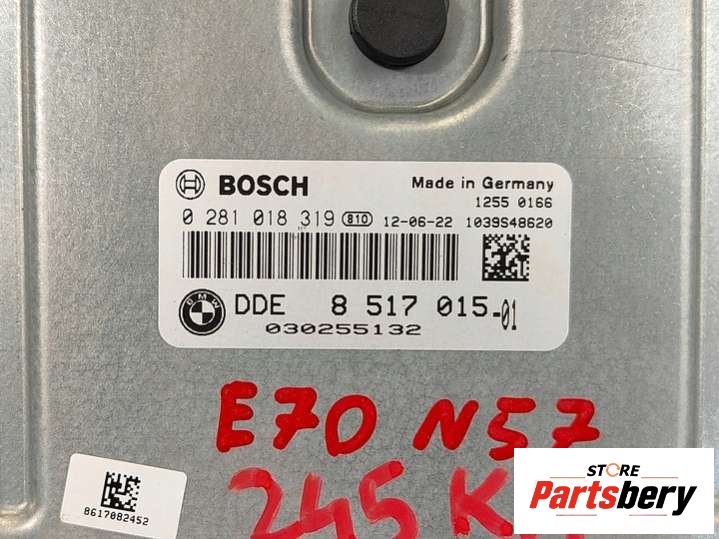 BOSCH
Made in Germany
1255 0166
0 281 018 319 810 12-06-22 1039S48620
BMW
DDE 8 517 015-01
030255132
E70 N57
245
8617082452
STORE
Partsbery